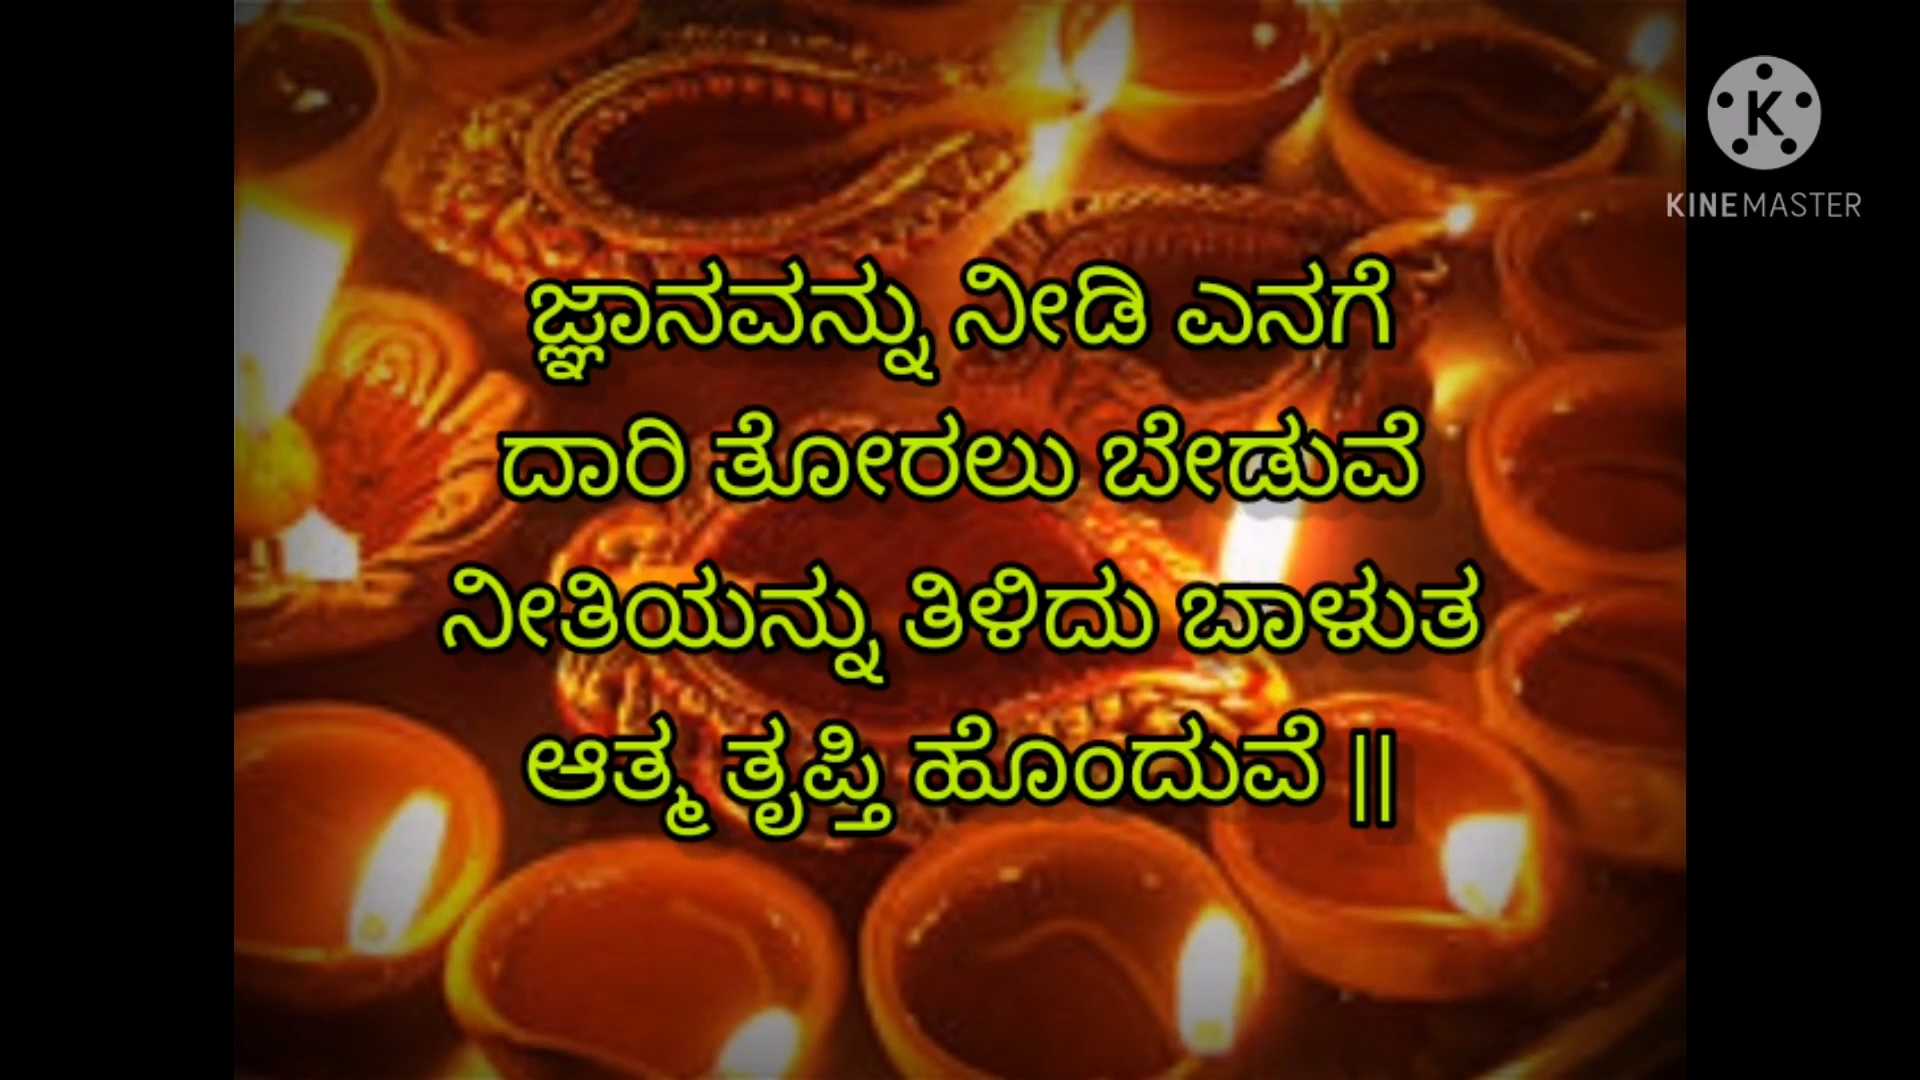 K
KINEMASTER
ಜ್ಞಾನವನ್ನು ನೀಡಿ ಎನಗೆ
ದಾರಿ ತೋರಲು ಬೇಡುವೆ
ನೀತಿಯನ್ನು ತಿಳಿದು ಬಾಳುತ
ಆತ್ಮ ತೃಪ್ತಿ ಹೊಂದುವೆ ||